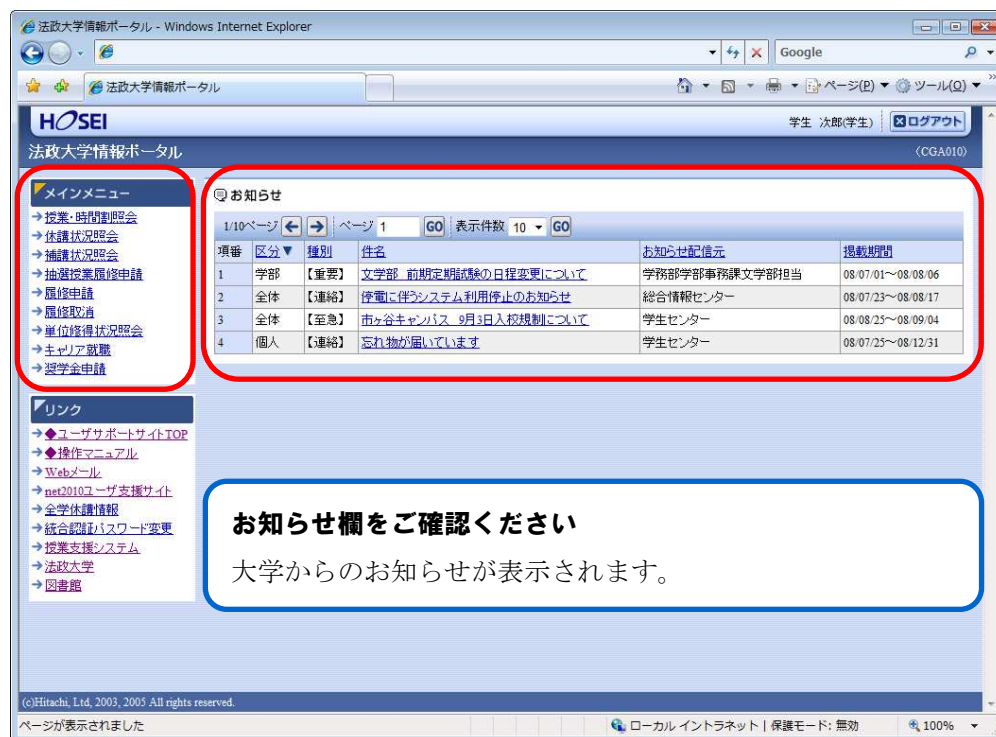 法政大学情報ポータル - Windows Internet Explorer
Google
法政大学情報ポータル
ページ(P) ツール(O)
HOSEI
学生 次郎(学生) ログアウト
法政大学情報ポータル
(CGA010)
メインメニュー
授業・時間割照会
休講状況照会
補講状況照会
抽選授業履修申請
履修申請
履修取消
単位修得状況照会
キャリア就職
奨学金申請
お知らせ
1/10ページ ページ 1 GO 表示件数 10 GO
項番 区分▼ 種別 件名 お知らせ配信元 掲載期間
1 学部 【重要】 文学部 前期定期試験の日程変更について 学務部学部事務課文学部担当 08/07/01～08/08/06
2 全体 【連絡】 停電に伴うシステム利用停止のお知らせ 総合情報センター 08/07/23～08/08/17
3 全体 【至急】 市ヶ谷キャンパス 9月3日入校規制について 学生センター 08/08/25～08/09/04
4 個人 【連絡】 忘れ物が届いています 学生センター 08/07/25～08/12/31
リンク
◆ユーザサポートサイトTOP
◆操作マニュアル
Webメール
net2010ユーザ支援サイト
全学休講情報
統合認証パスワード変更
授業支援システム
法政大学
図書館
お知らせ欄をご確認ください
大学からのお知らせが表示されます。
(c)Hitachi, Ltd, 2003, 2005 All rights reserved.
ページが表示されました
ローカル イントラネット | 保護モード: 無効
100%